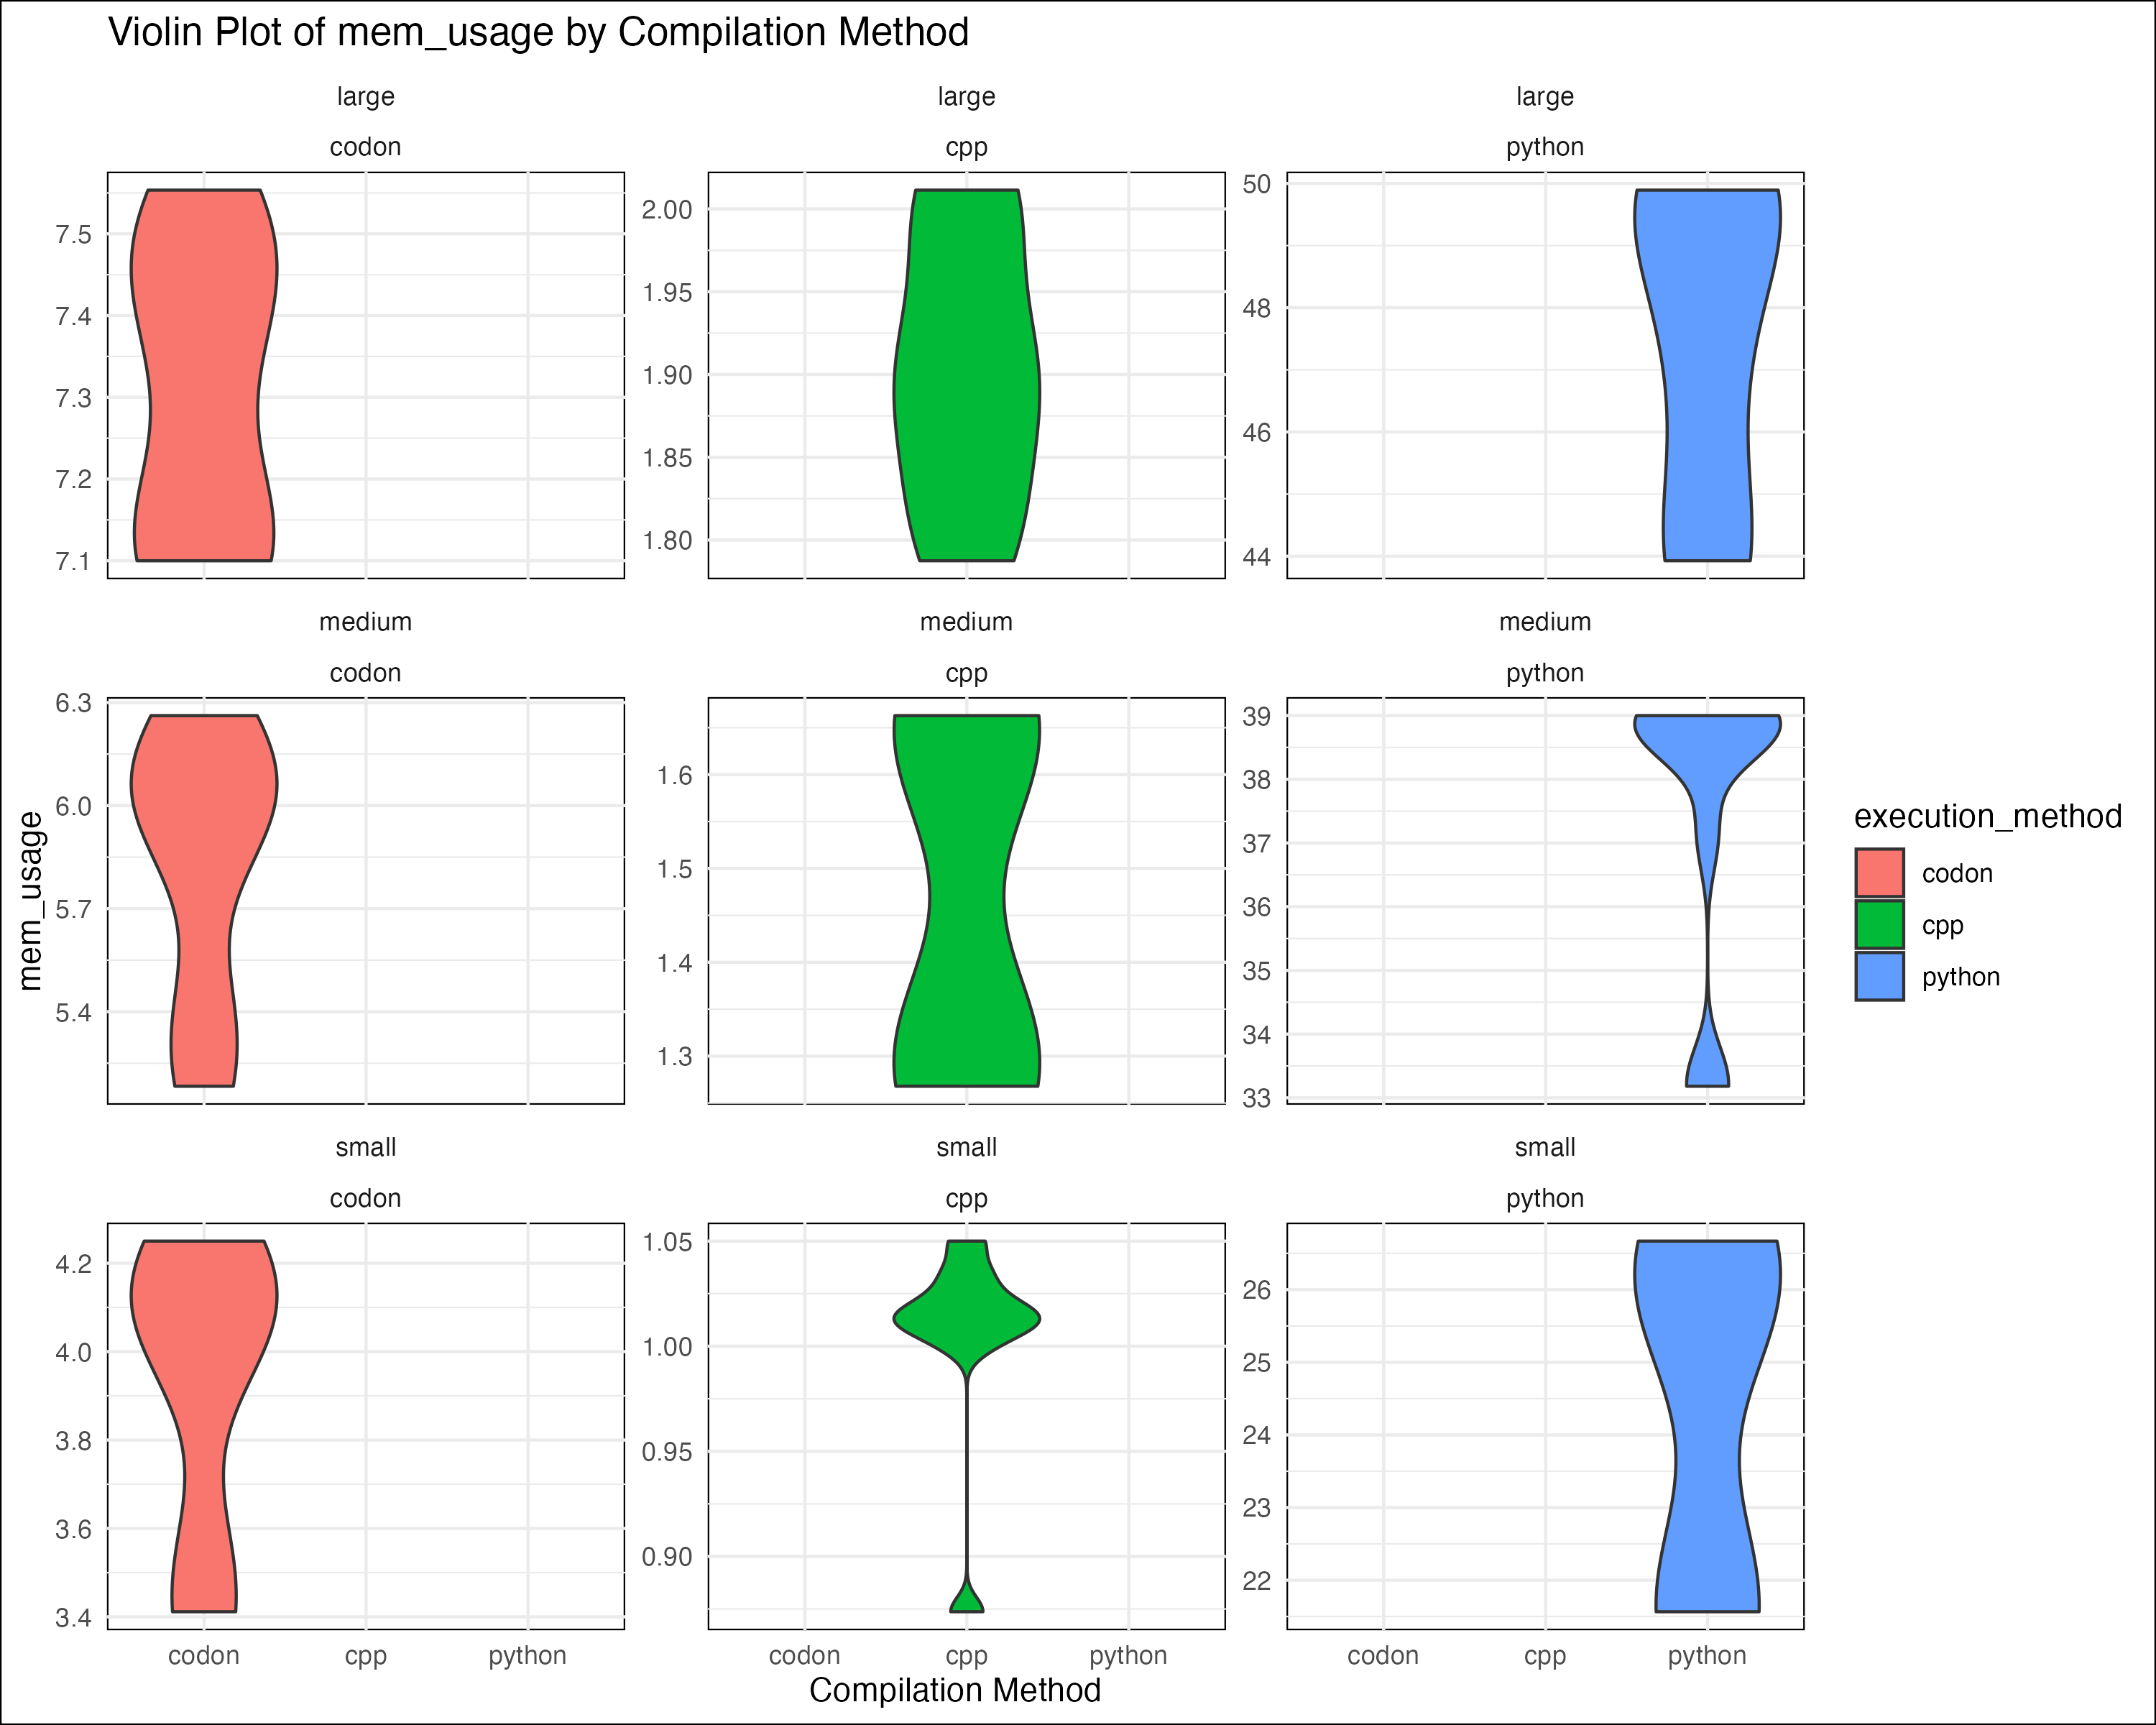 Violin Plot of mem_usage by Compilation Method
large
codon
large
cpp
large
python
7.5
7.4
7.3
7.2
7.1
2.00
1.95
1.90
1.85
1.80
50
48
46
44
medium
codon
medium
cpp
medium
python
6.3
6.0
5.7
5.4
1.6
1.5
1.4
1.3
39
38
37
36
35
34
33
small
codon
small
cpp
small
python
4.2
4.0
3.8
3.6
3.4
1.05
1.00
0.95
0.90
26
25
24
23
22
codon cpp python
codon cpp python
codon cpp python
Compilation Method
mem_usage
execution_method
codon
cpp
python